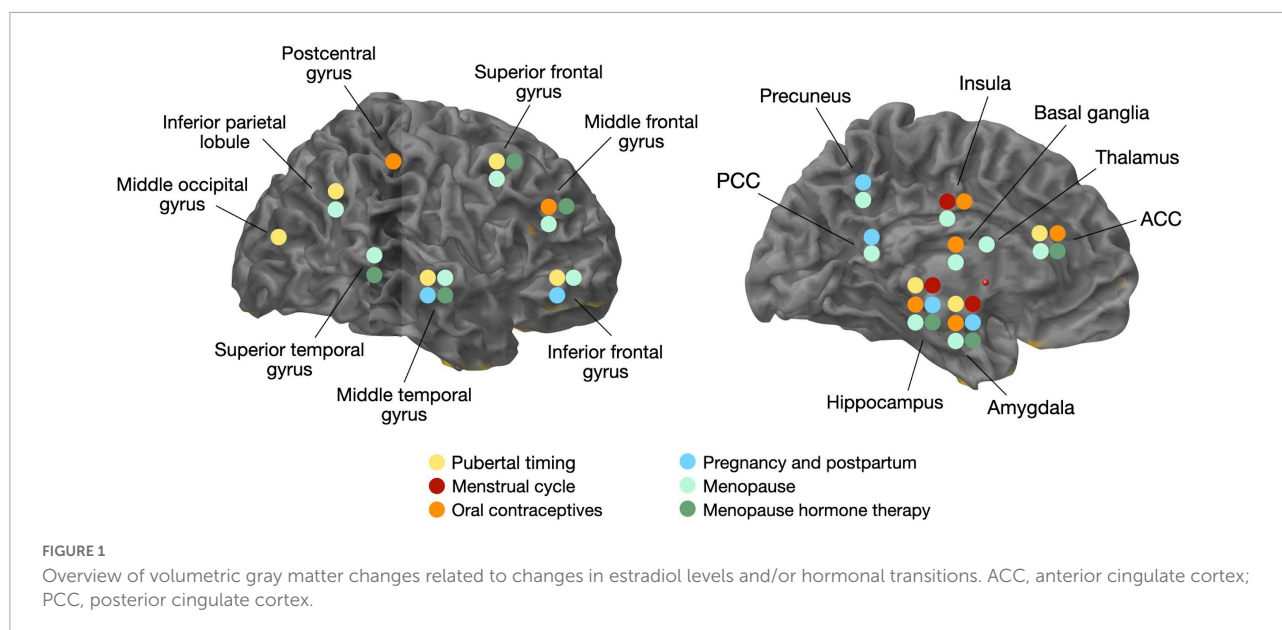 Postcentral
gyrus
Superior frontal
gyrus
Inferior parietal
lobule
Middle frontal
gyrus
Middle occipital
gyrus
Superior temporal
gyrus
Middle temporal
gyrus
Inferior frontal
gyrus
Insula
Precuneus
Basal ganglia
Thalamus
PCC
ACC
Hippocampus
Amygdala
Pubertal timing
Menstrual cycle
Oral contraceptives
Pregnancy and postpartum
Menopause
Menopause hormone therapy
FIGURE 1
Overview of volumetric gray matter changes related to changes in estradiol levels and/or hormonal transitions. ACC, anterior cingulate cortex;
PCC, posterior cingulate cortex.